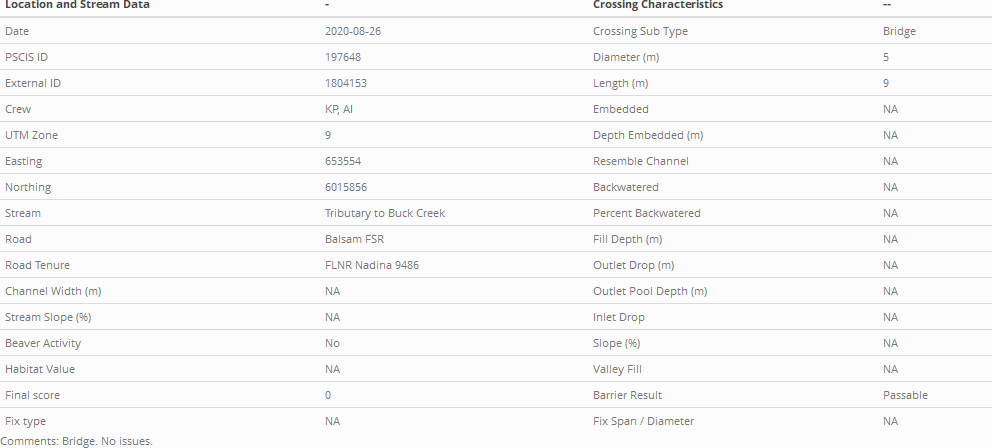 Location and Stream Data - Crossing Characteristics --
Date 2020-08-26 Crossing Sub Type Bridge
PSCIS ID 197648 Diameter (m) 5
External ID 1804153 Length (m) 9
Crew KP, AI Embedded NA
UTM Zone 9 Depth Embedded (m) NA
Easting 653554 Resemble Channel NA
Northing 6015856 Backwatered NA
Stream Tributary to Buck Creek Percent Backwatered NA
Road Balsam FSR Fill Depth (m) NA
Road Tenure FLNR Nadina 9486 Outlet Drop (m) NA
Channel Width (m) NA Outlet Pool Depth (m) NA
Stream Slope (%) NA Inlet Drop NA
Beaver Activity No Slope (%) NA
Habitat Value NA Valley Fill NA
Final score 0 Barrier Result Passable
Fix type NA Fix Span / Diameter NA
Comments: Bridge. No issues.